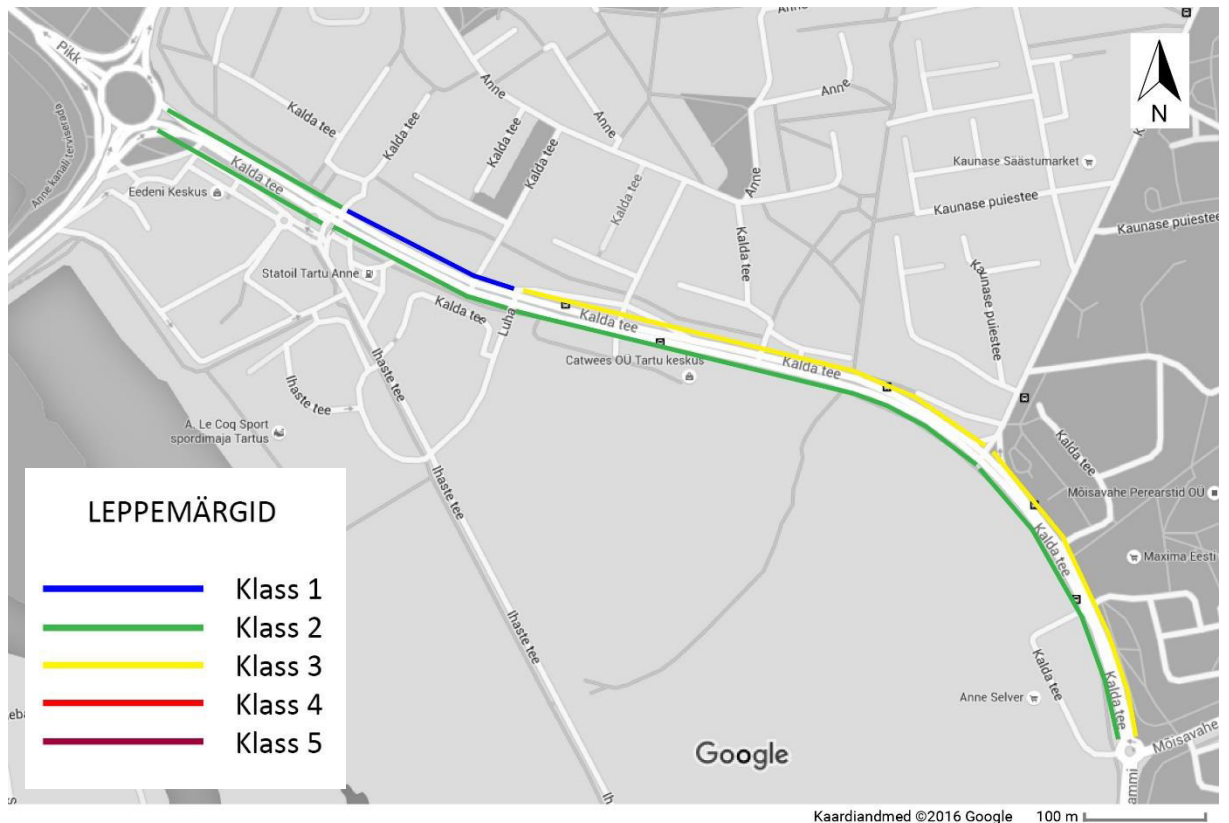 Pikk
Anne kanali terviserada
Kalda tee
Kalda tee
Kalda tee
Eedeni Keskus
Statoil Tartu Anne
Kalda tee
Luha
Anne
Anne
Kalda tee
Kalda tee
Kalda tee
Anne
Anne
Anne
Kalda tee
Kaunase Säästumarket
Kaunase puiestee
Kaunase puiestee
Kaunase puiestee
N
Kalda tee
Catwees OÜ Tartu keskus
Kalda tee
Ihaste tee
Ihaste tee
A. Le Coq Sport
spordimaja Tartus
Ihaste tee
Ihaste tee
Kalda tee
Mõisavahe Perearstid OÜ
Kalda tee
Maxima Eesti
Kalda tee
Anne Selver
Kalda tee
Mõisavahe
ammi
Ih
LEPPEMÄRGID
Klass 1
Klass 2
Klass 3
Klass 4
Klass 5
Google
Kaardiandmed ©2016 Google 100 m